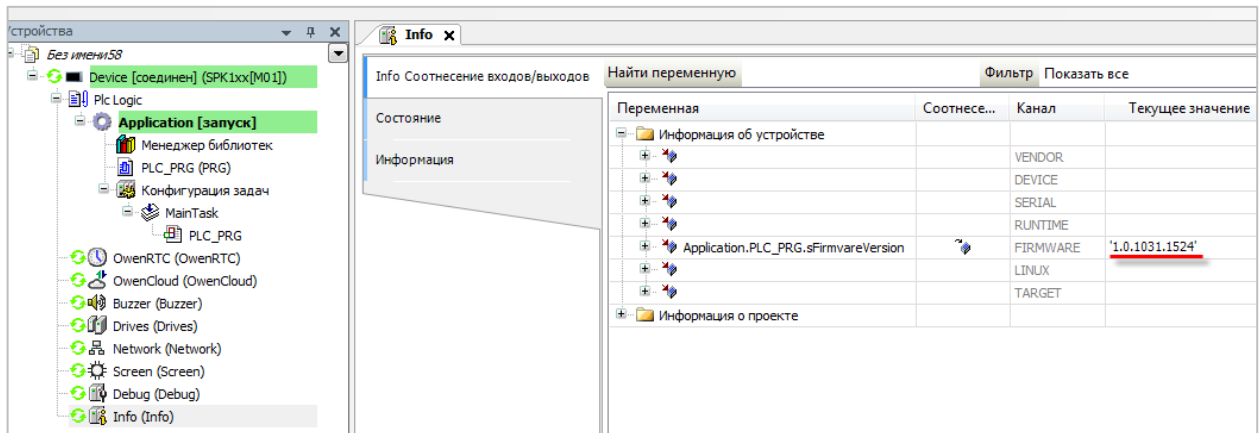 Устройства
Без имени58
Device [соединен] (SPK1xx[M01])
Plc Logic
Application [запуск]
Менеджер библиотек
PLC_PRG (PRG)
Конфигурация задач
MainTask
PLC_PRG
OwenRTC (OwenRTC)
OwenCloud (OwenCloud)
Buzzer (Buzzer)
Drives (Drives)
Network (Network)
Screen (Screen)
Debug (Debug)
Info (Info)
Info
Info Соотнесение входов/выходов
Состояние
Информация
Найти переменную
Фильтр Показать все
Переменная Соотнесе... Канал Текущее значение
Информация об устройстве
VENDOR
DEVICE
SERIAL
RUNTIME
Application.PLC_PRG.sFirmvareVersion FIRMWARE '1.0.1031.1524'
LINUX
TARGET
Информация о проекте